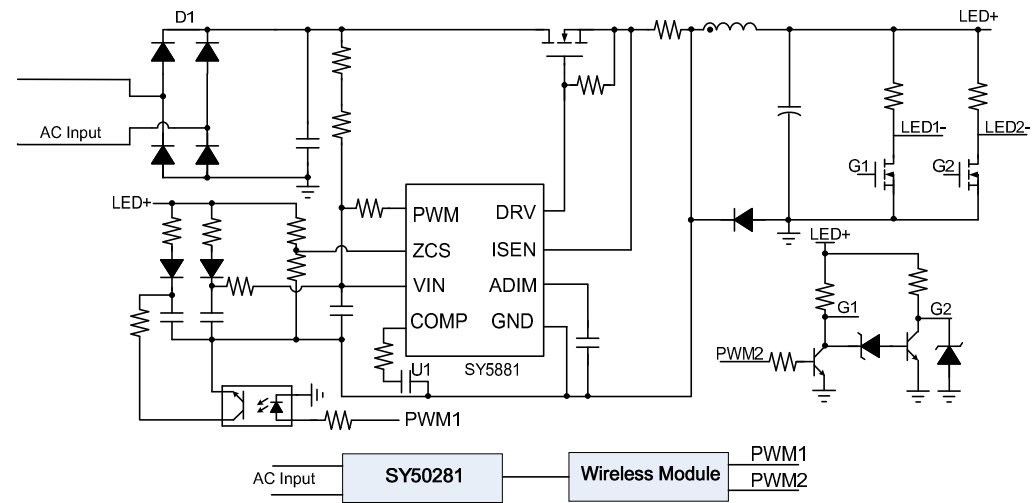 D1
LED+
AC Input
LED1-
LED2-
G1
G2
LED+
PWM
DRV
ZCS
ISEN
VIN
ADIM
COMP
GND
U1
SY5881
LED+
G1
G2
PWM2
PWM1
AC Input
SY50281
Wireless Module
PWM1
PWM2